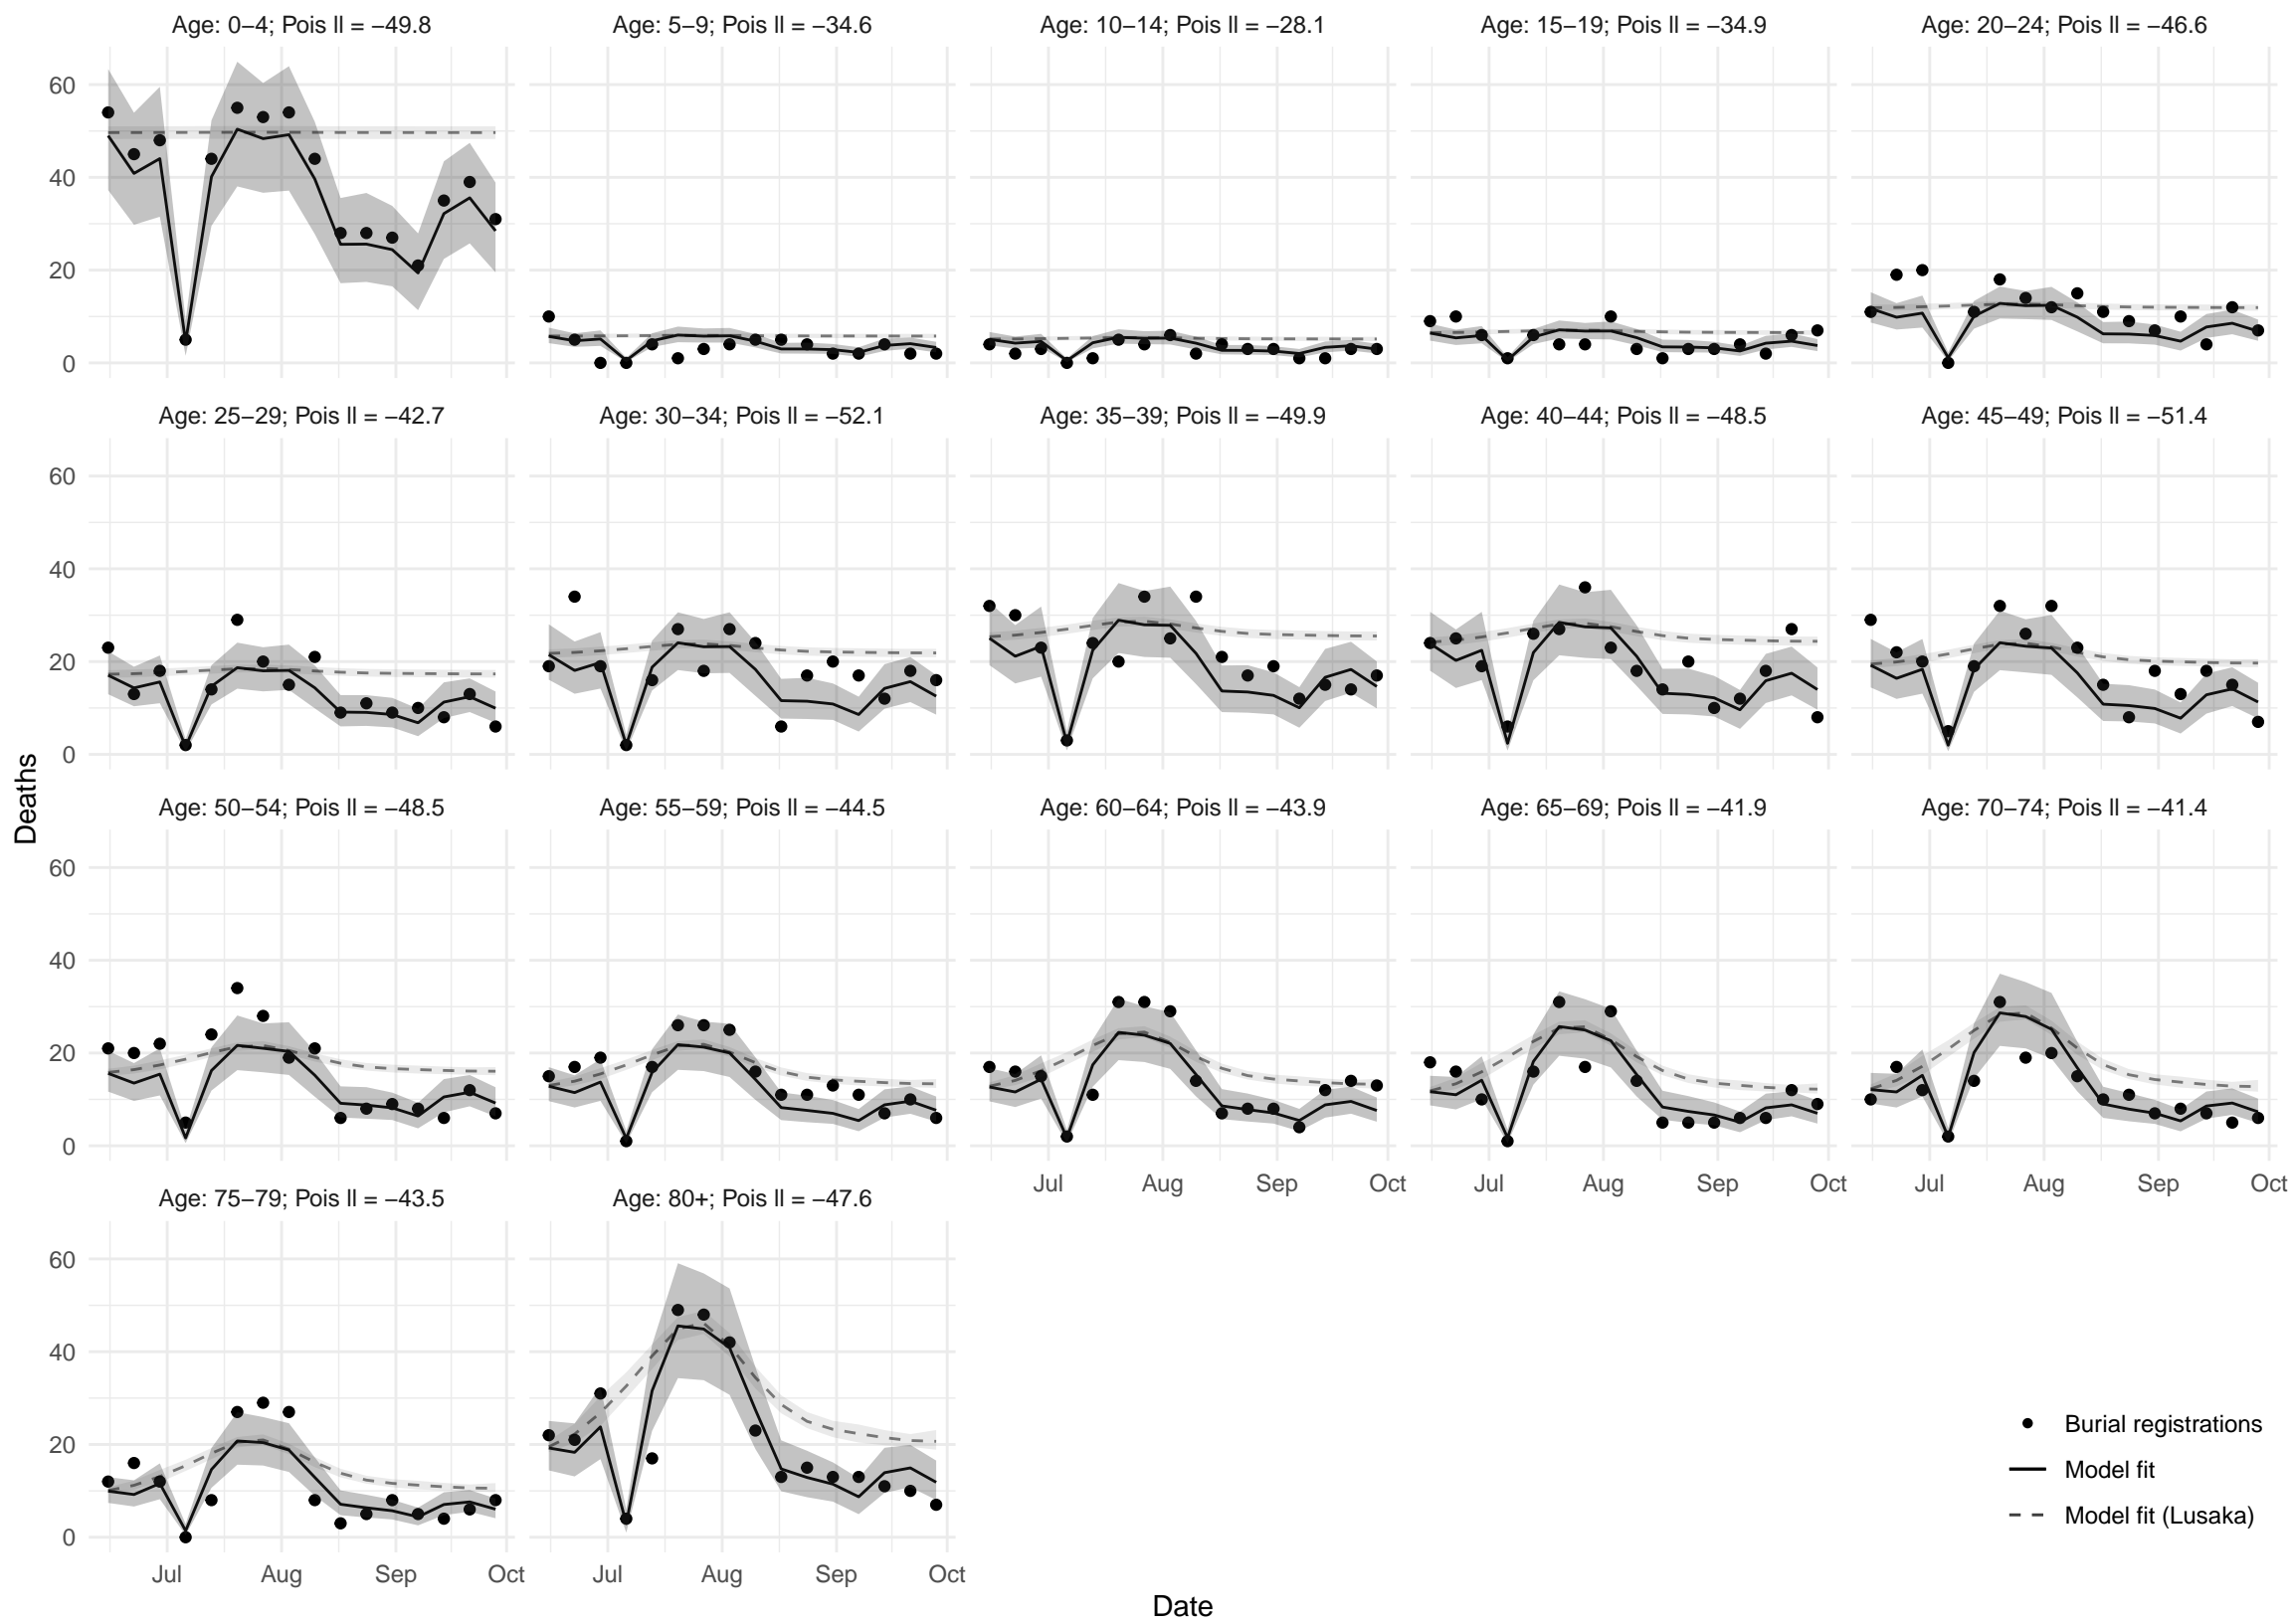 Age: 0−4; Pois ll = −49.8
Age: 5−9; Pois ll = −34.6
Age: 10−14; Pois ll = −28.1
Age: 15−19; Pois ll = −34.9
Age: 20−24; Pois ll = −46.6
60
40
20
0
Age: 25−29; Pois ll = −42.7
Age: 30−34; Pois ll = −52.1
Age: 35−39; Pois ll = −49.9
Age: 40−44; Pois ll = −48.5
Age: 45−49; Pois ll = −51.4
60
40
20
0
Deaths
Age: 50−54; Pois ll = −48.5
Age: 55−59; Pois ll = −44.5
Age: 60−64; Pois ll = −43.9
Age: 65−69; Pois ll = −41.9
Age: 70−74; Pois ll = −41.4
60
40
20
0
Jul Aug Sep Oct
Jul Aug Sep Oct
Jul Aug Sep Oct
Age: 75−79; Pois ll = −43.5
Age: 80+; Pois ll = −47.6
60
40
20
0
Jul Aug Sep Oct
Jul Aug Sep Oct
Burial registrations
Model fit
Model fit (Lusaka)
Date